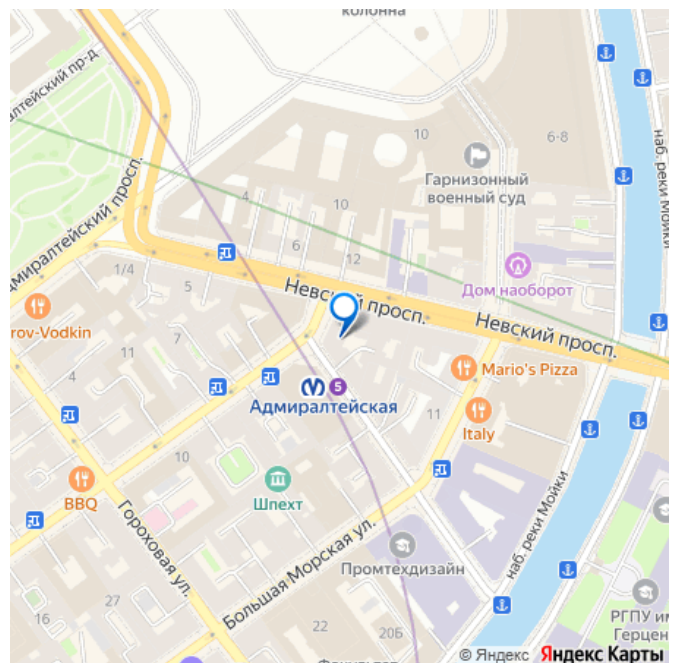 колонна
алтейский пр-д
Адмиралтейский просп.
10
6-8
Гарнизонный
военный суд
4
10
6
12
наб. реки Мойки
Дом наоборот
1/4
5
Невский просп.
Невский просп.
rov-Vodkin
11
7
4
Mario's Pizza
5
Адмиралтейская
11
Italy
10
BBQ
Шпехт
Гороховая ул.
Большая Морская ул.
Промтехдизайн
наб. реки Мойки
16
27
22
20Б
РГПУ им
Герцен
© Яндекс Яндекс Карты